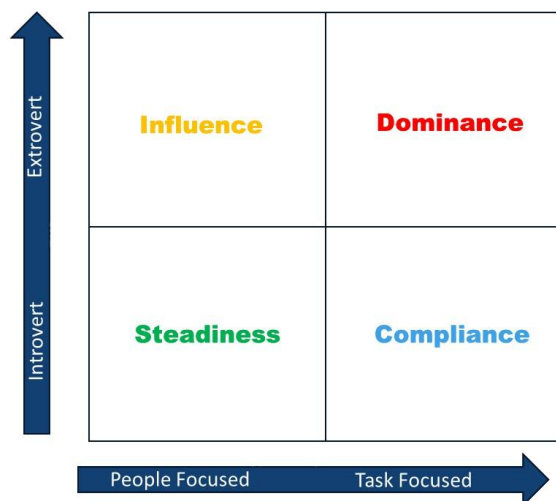 Extrovert
Influence
Dominance
Introvert
Steadiness
Compliance
People Focused
Task Focused